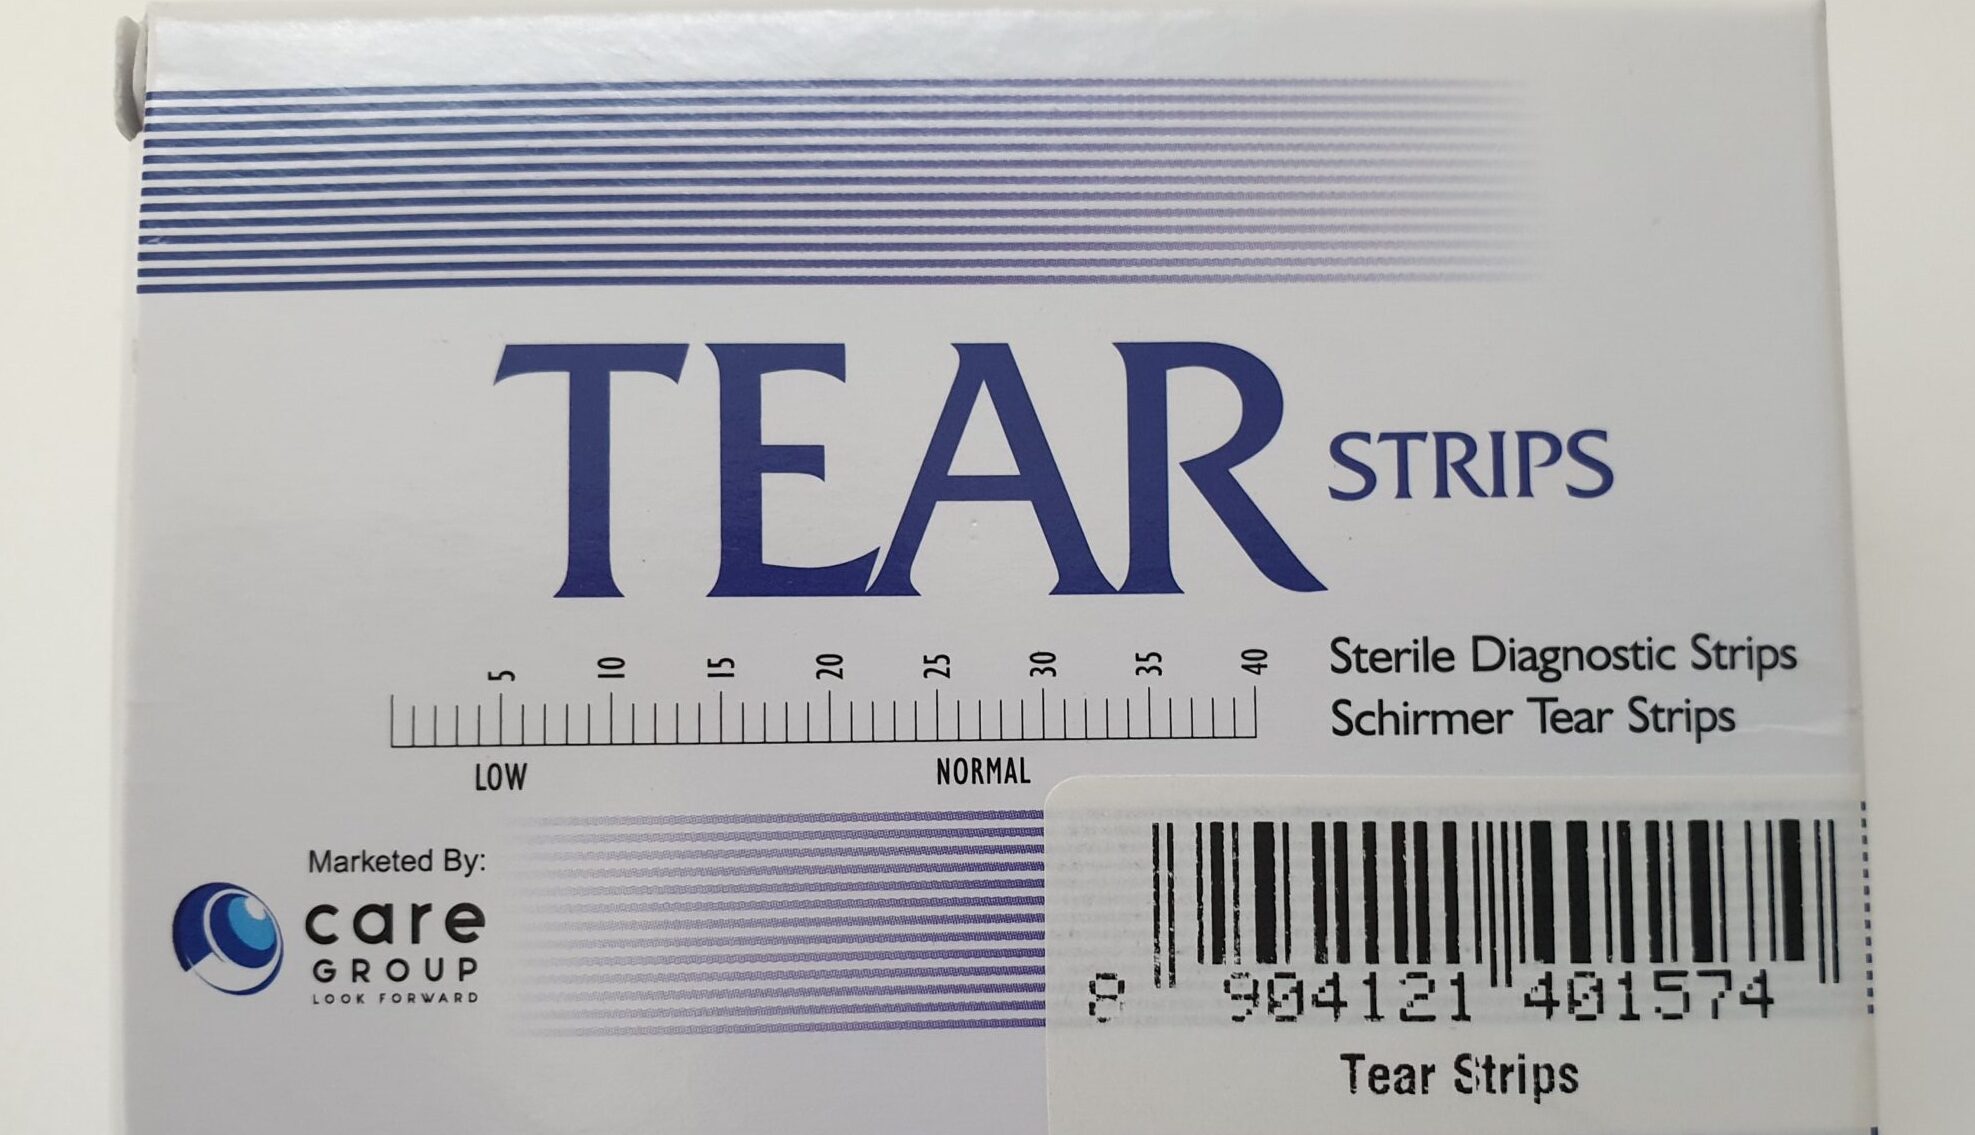 TEAR STRIPS
5 10 15 20 25 30 35 40
LOW NORMAL
Sterile Diagnostic Strips
Schirmer Tear Strips
Marketed By:
care
GROUP
LOOK FORWARD
8 904121 401574
Tear Strips